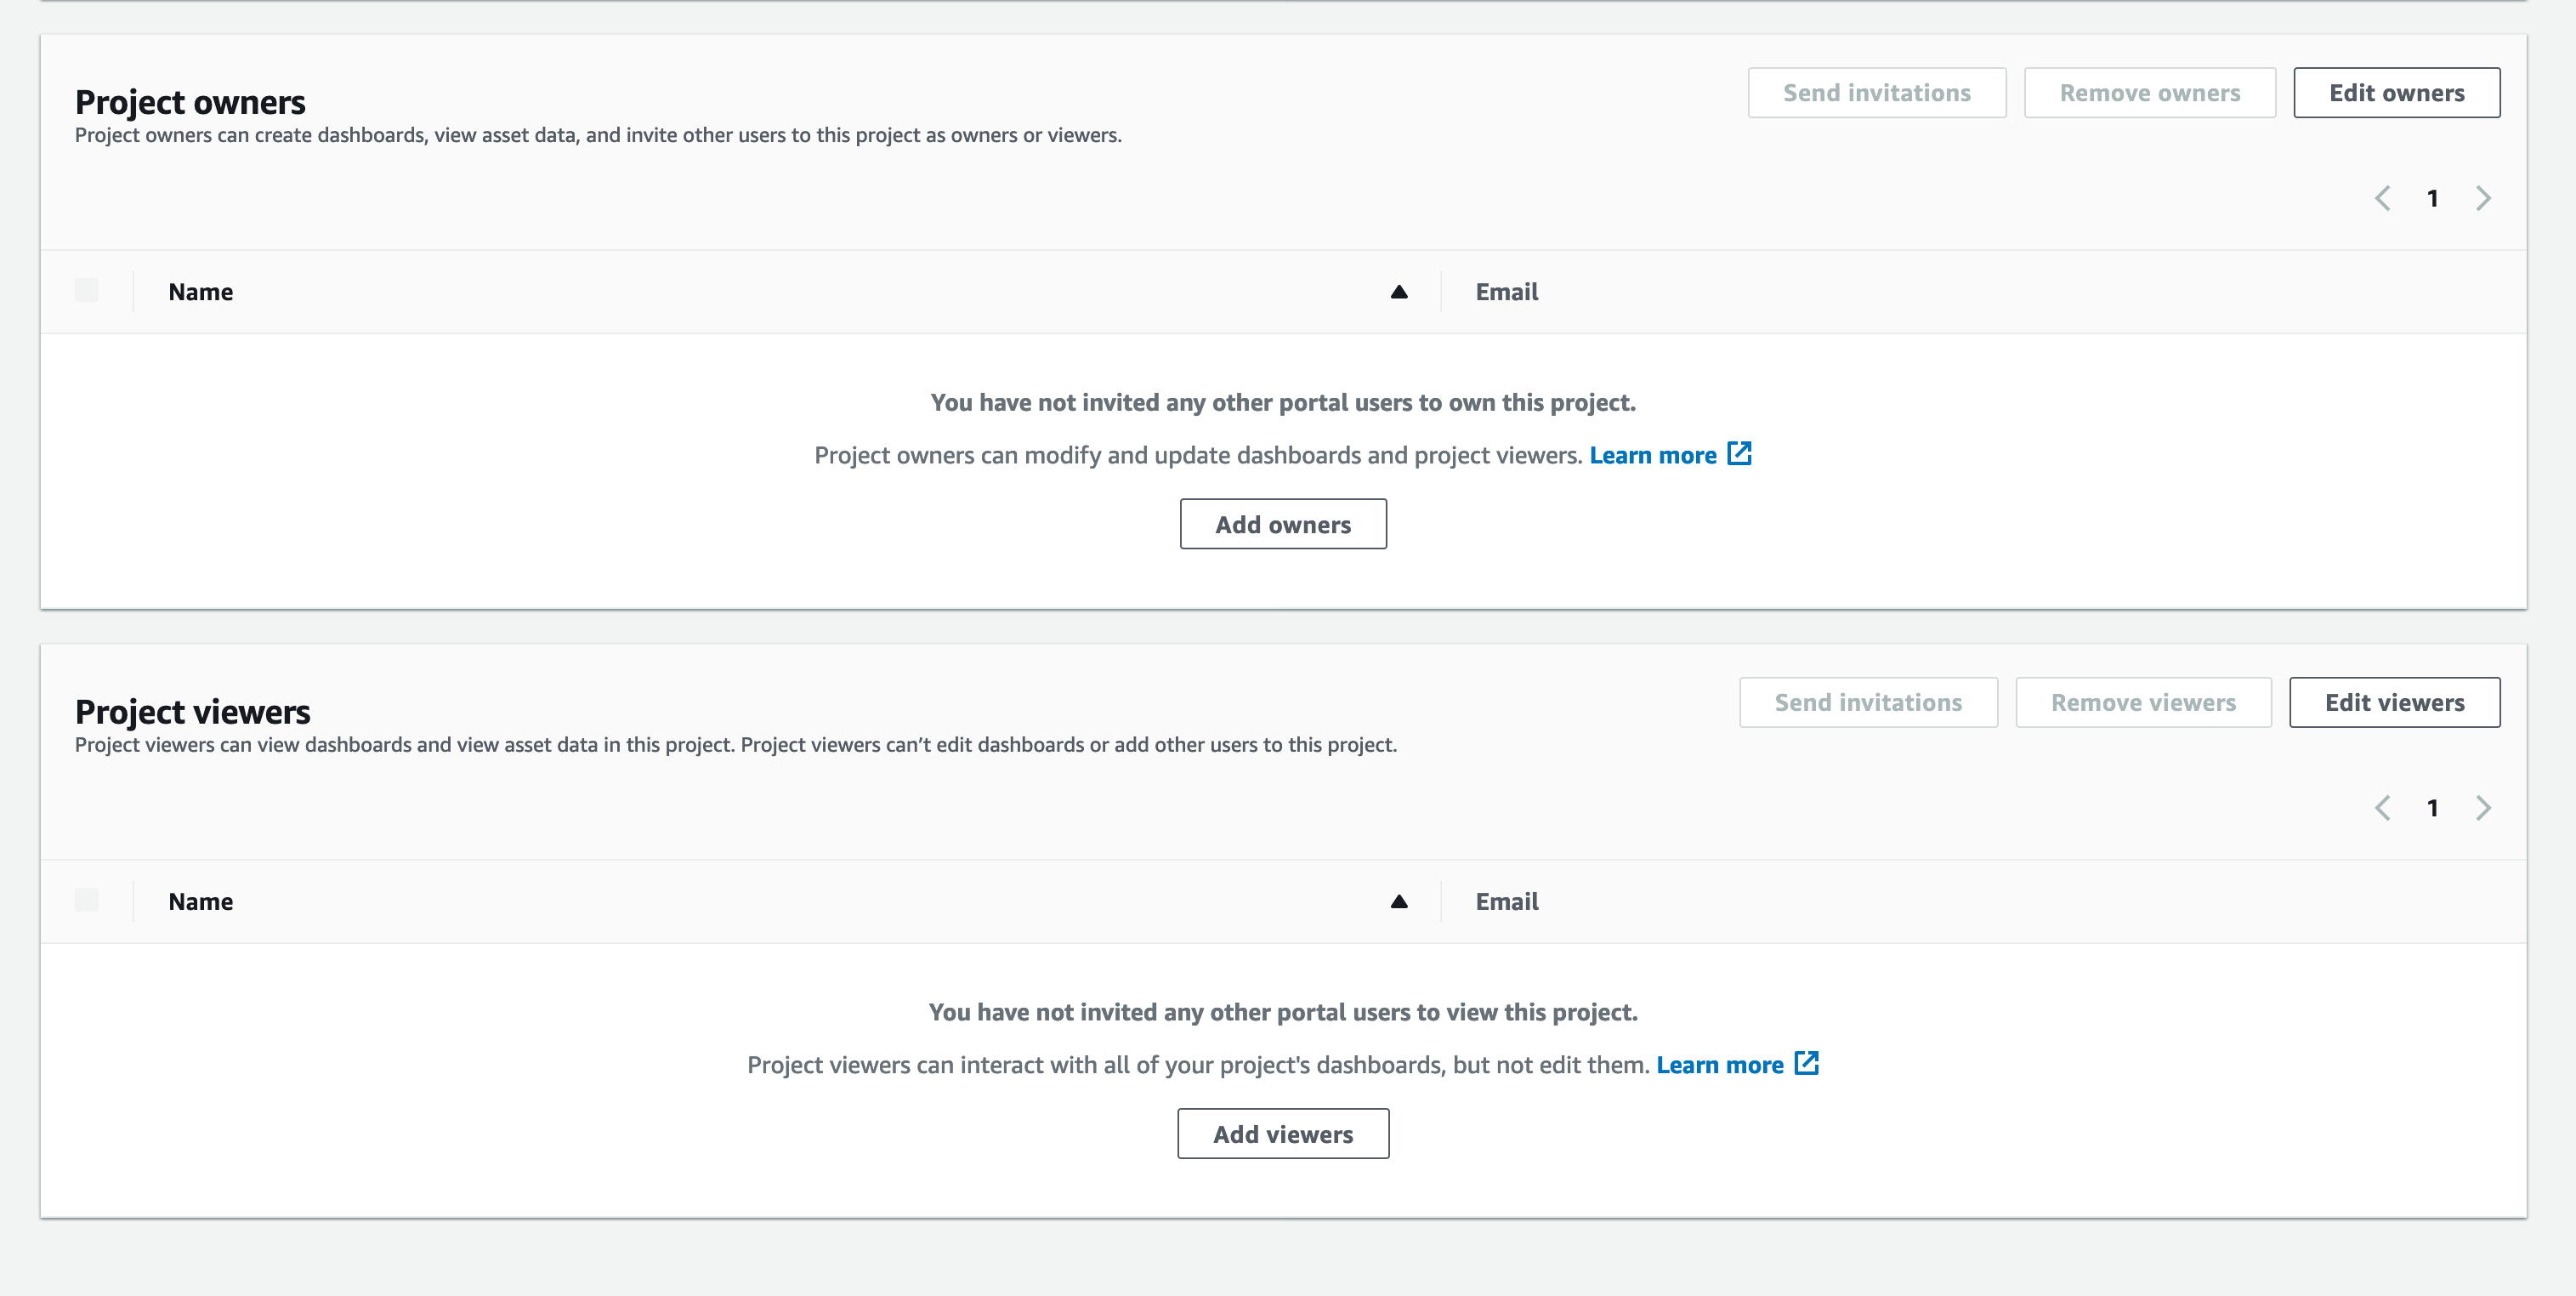 Project owners
Send invitations
Remove owners
Edit owners
Project owners can create dashboards, view asset data, and invite other users to this project as owners or viewers.
1
Name
Email
You have not invited any other portal users to own this project.
Project owners can modify and update dashboards and project viewers. Learn more
Add owners
Project viewers
Send invitations
Remove viewers
Edit viewers
Project viewers can view dashboards and view asset data in this project. Project viewers can’t edit dashboards or add other users to this project.
1
Name
Email
You have not invited any other portal users to view this project.
Project viewers can interact with all of your project's dashboards, but not edit them. Learn more
Add viewers